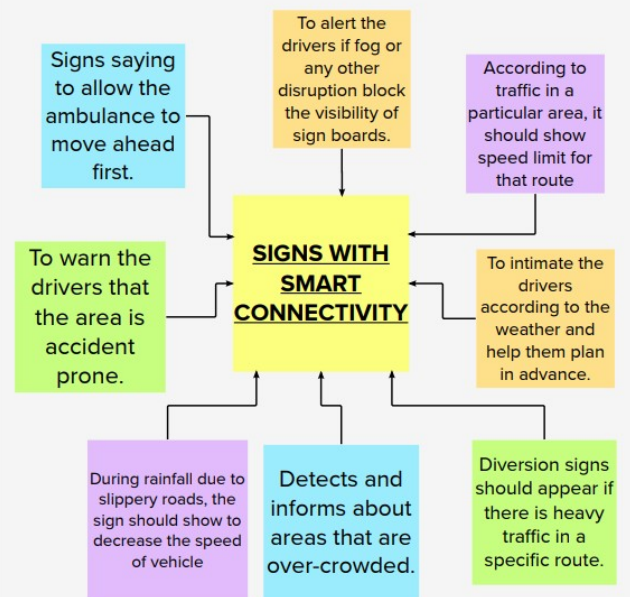 Signs saying
to allow the
ambulance to
move ahead
first.
To alert the
drivers if fog or
any other
disruption block
the visibility of
sign boards.
According to
traffic in a
particular area, it
should show
speed limit for
that route
To warn the
drivers that
the area is
accident
prone.
SIGNS WITH
SMART
CONNECTIVITY
To intimate the
drivers
according to the
weather and
help them plan
in advance.
During rainfall due to
slippery roads, the
sign should show to
decrease the speed
of vehicle
Detects and
informs about
areas that are
over-crowded.
Diversion signs
should appear if
there is heavy
traffic in a
specific route.